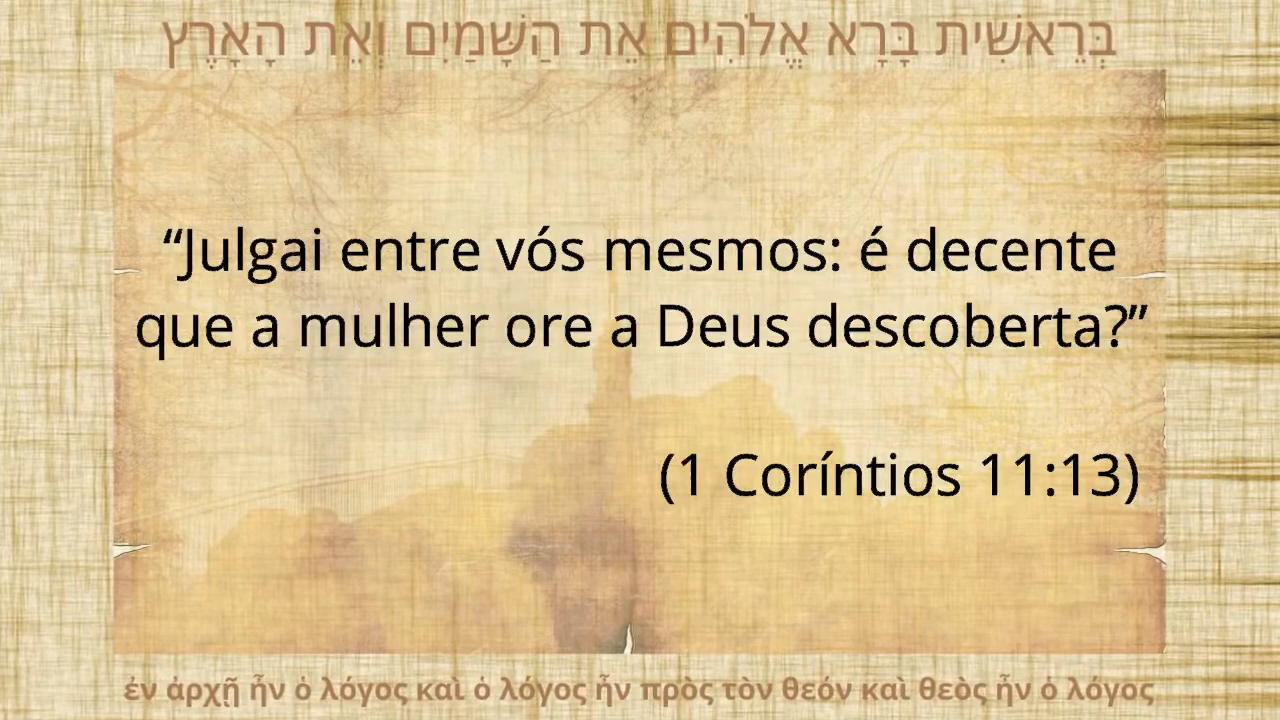 בְּרֵאשִׁית בָּרָא אֱלֹהִים אֵת הַשָּׁמַיִם וְאֵת הָאָרֶץ
“Julgai entre vós mesmos: é decente
que a mulher ore a Deus descoberta?”
(1 Coríntios 11:13)
ἐν ἀρχῇ ἦν ὁ λόγος καὶ ὁ λόγος ἦν πρὸς τὸν θεόν καὶ θεὸς ἦν ὁ λόγος